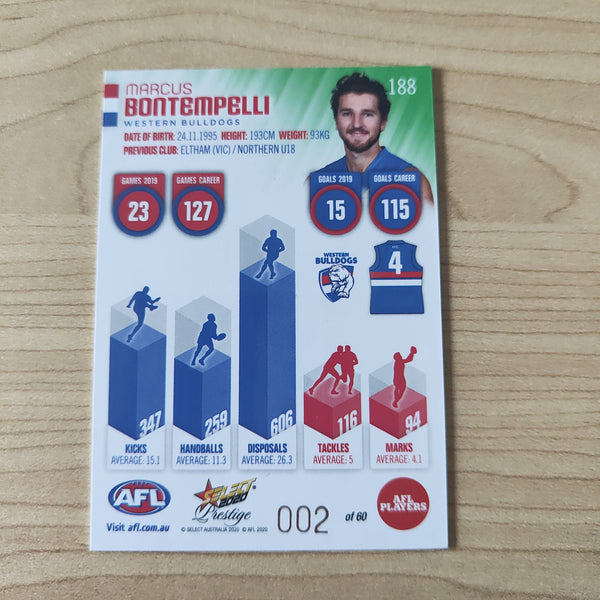 MARCUS
BONTEMPELLI
WESTERN BULLDOGS
188
DATE OF BIRTH: 24.11.1995 HEIGHT: 193CM WEIGHT: 93KG
PREVIOUS CLUB: ELTHAM (VIC) / NORTHERN U18
GAMES 2019
23
GAMES CAREER
127
GOALS 2019
15
GOALS CAREER
115
WESTERN
BULLDOGS
4
347
KICKS
AVERAGE: 15.1
259
HANDBALLS
AVERAGE: 11.3
606
DISPOSALS
AVERAGE: 26.3
116
TACKLES
AVERAGE: 5
94
MARKS
AVERAGE: 4.1
AFL
Visit afl.com.au
SELECT
2020
Prestige
© SELECT AUSTRALIA 2020 © AFL 2020
002 of 60
AFL
PLAYERS